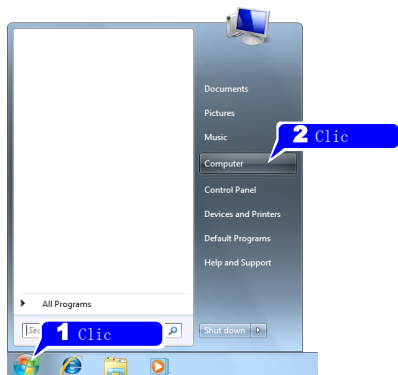 Documents
Pictures
Music
2 Clic
Computer
Control Panel
Devices and Printers
Default Programs
Help and Support
All Programs
1 Clic
Shut down